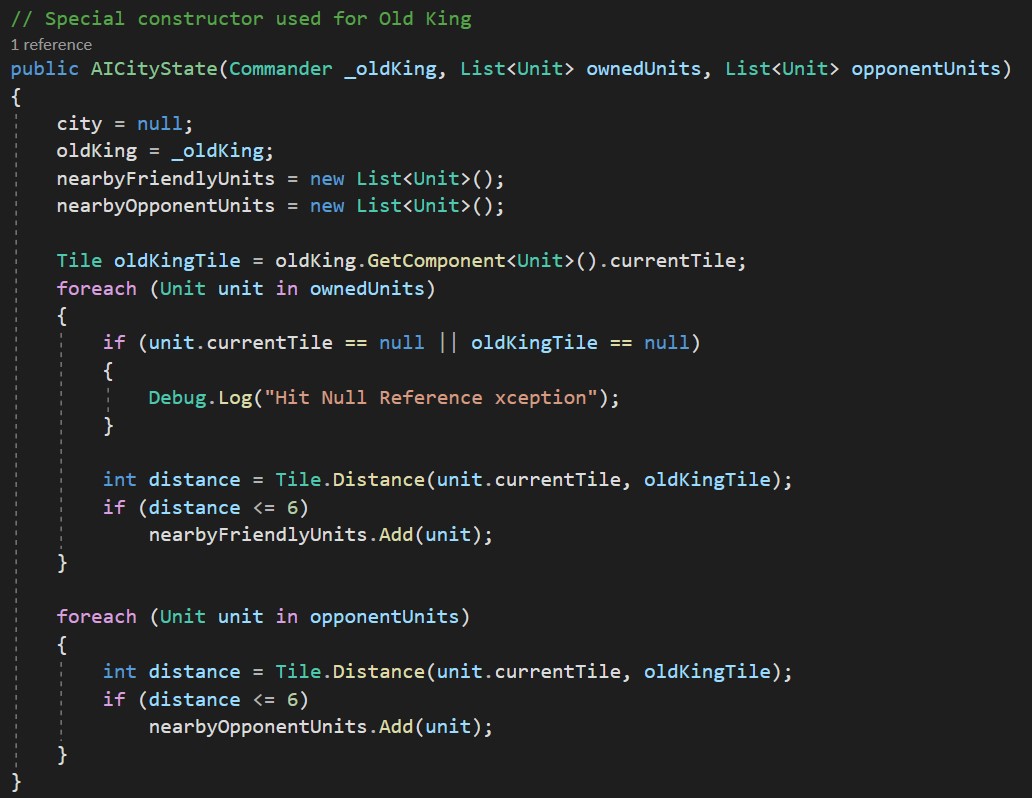 // Special constructor used for Old King
1 reference
public AICityState(Commander _oldKing, List<Unit> ownedUnits, List<Unit> opponentUnits)
{
    city = null;
    oldKing = _oldKing;
    nearbyFriendlyUnits = new List<Unit>();
    nearbyOpponentUnits = new List<Unit>();

    Tile oldKingTile = oldKing.GetComponent<Unit>().currentTile;
    foreach (Unit unit in ownedUnits)
    {
        if (unit.currentTile == null || oldKingTile == null)
        {
            Debug.Log("Hit Null Reference xception");
        }

        int distance = Tile.Distance(unit.currentTile, oldKingTile);
        if (distance <= 6)
            nearbyFriendlyUnits.Add(unit);
    }

    foreach (Unit unit in opponentUnits)
    {
        int distance = Tile.Distance(unit.currentTile, oldKingTile);
        if (distance <= 6)
            nearbyOpponentUnits.Add(unit);
    }
}